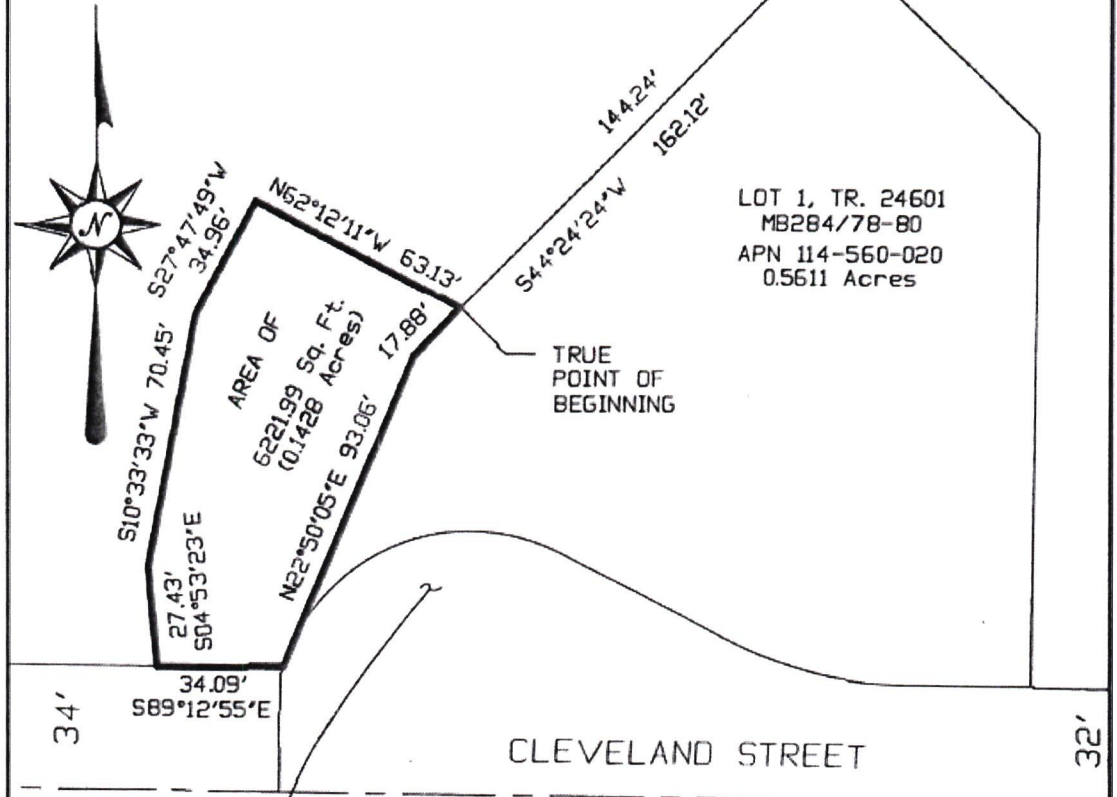 144.24'
162.12'
S44°24'24"W
LOT 1, TR. 24601
MB284/78-80
APN 114-560-020
0.5611 Acres
N
S27°47'49"W
34.96'
N62°12'11"W 63.13'
17.88'
AREA OF
6221.99 Sq. Ft.
(0.1428 Acres)
TRUE
POINT OF
BEGINNING
S10°33'33"W 70.45'
N22°50'05"E 93.06'
27.43'
S04°53'23"E
34.09'
S89°12'55"E
34'
CLEVELAND STREET
32'